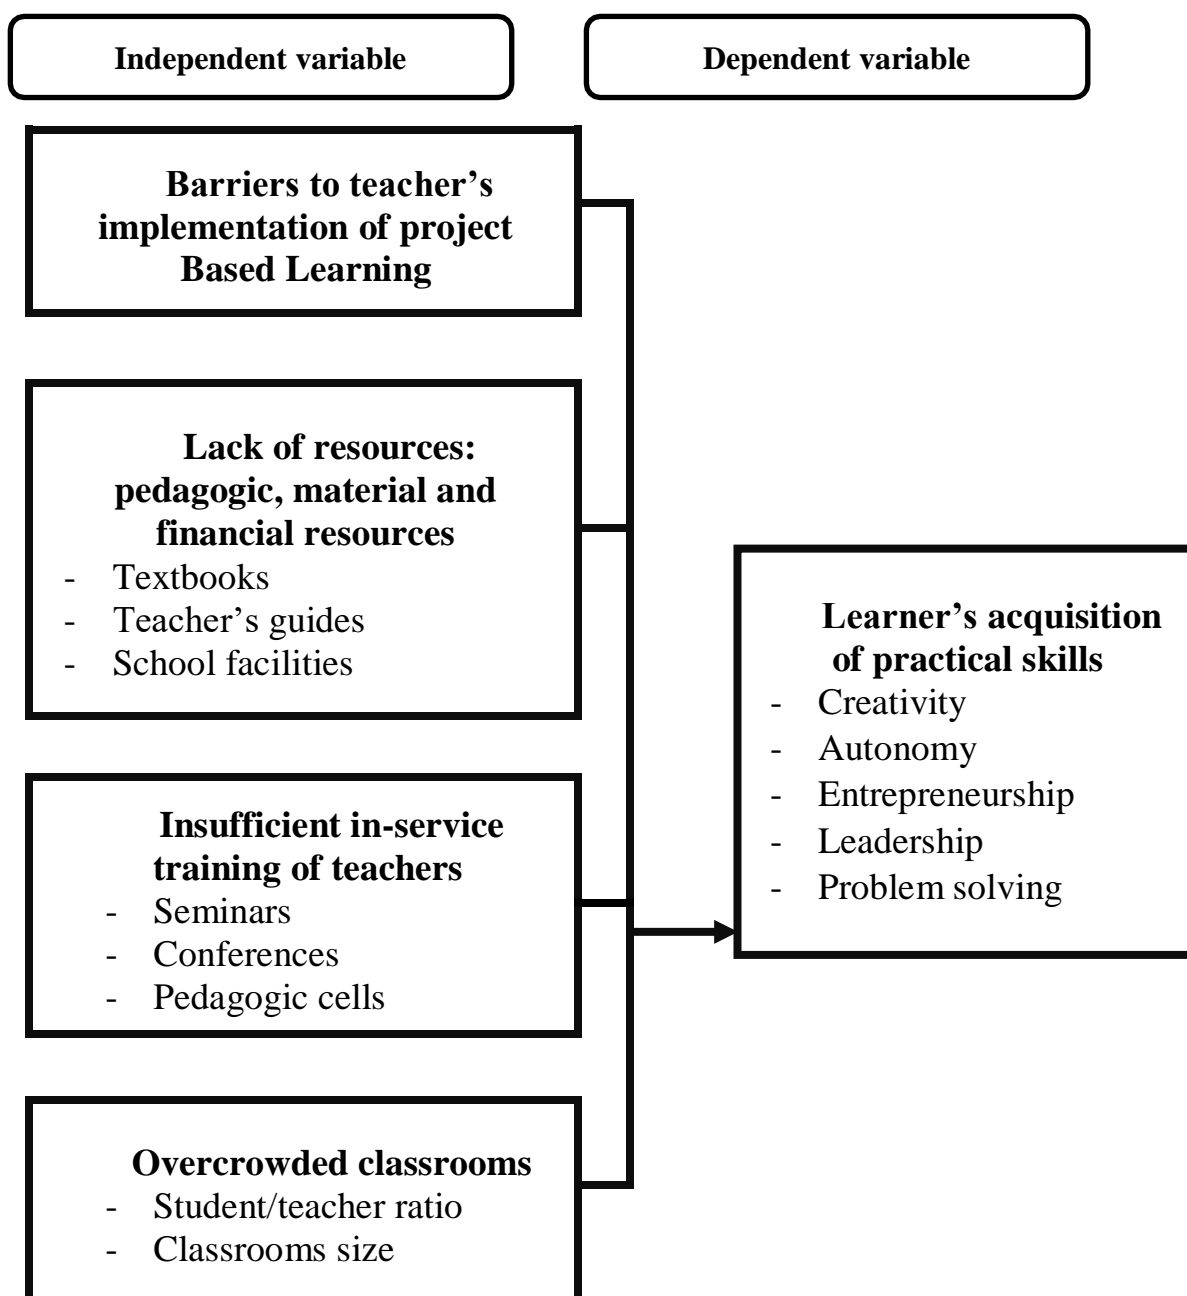 Independent variable
Dependent variable
Barriers to teacher’s
implementation of project
Based Learning
Lack of resources:
pedagogic, material and
financial resources
- Textbooks
- Teacher’s guides
- School facilities
Insufficient in-service
training of teachers
- Seminars
- Conferences
- Pedagogic cells
Overcrowded classrooms
- Student/teacher ratio
- Classrooms size
Learner’s acquisition
of practical skills
- Creativity
- Autonomy
- Entrepreneurship
- Leadership
- Problem solving